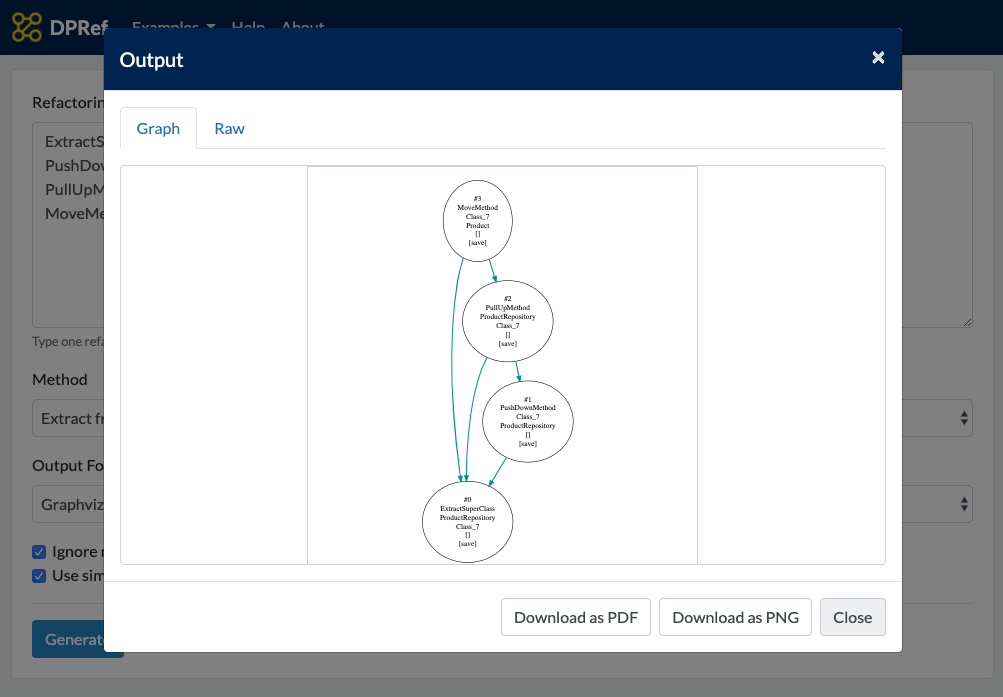 DPRef Examples Help About
Output
×
Graph
Raw
#3
MoveMethod
Class_7
Product
[]
[save]
#2
PullUpMethod
ProductRepository
Class_7
[]
[save]
#1
PushDownMethod
Class_7
ProductRepository
[]
[save]
#0
ExtractSuperClass
ProductRepository
Class_7
[]
[save]
Download as PDF
Download as PNG
Close
Refactorin
ExtractS
PushDow
PullUpM
MoveMe
Type one refa
Method
Extract fr
Output Fo
Graphviz
Ignore
Use sim
Generate